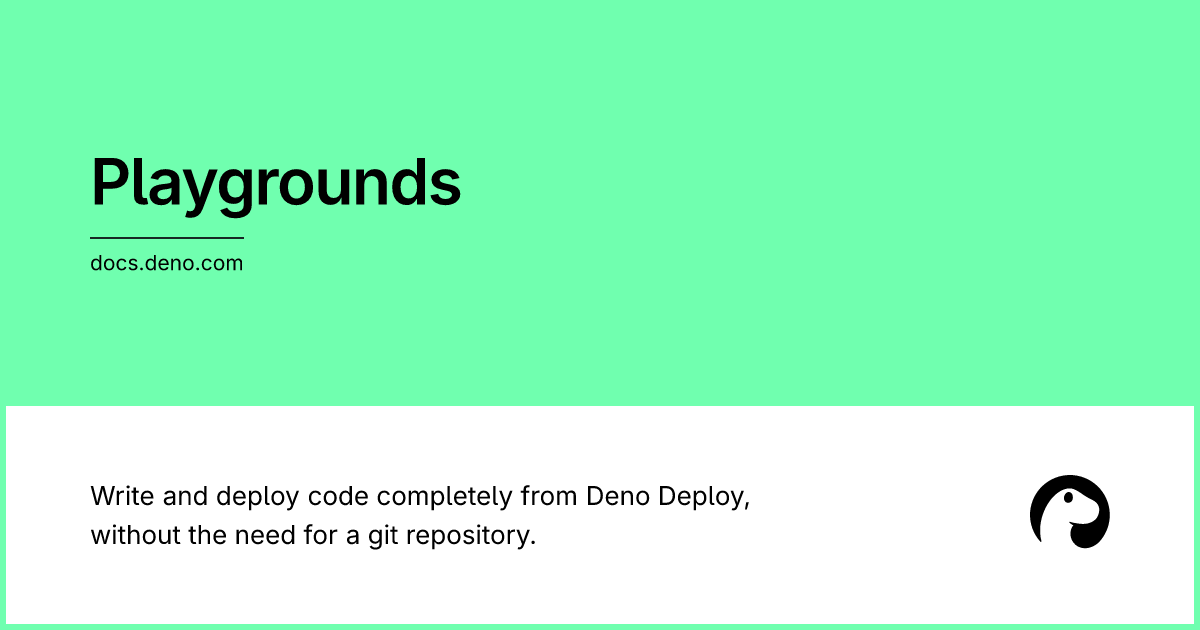 Playgrounds
docs.deno.com
Write and deploy code completely from Deno Deploy,
without the need for a git repository.